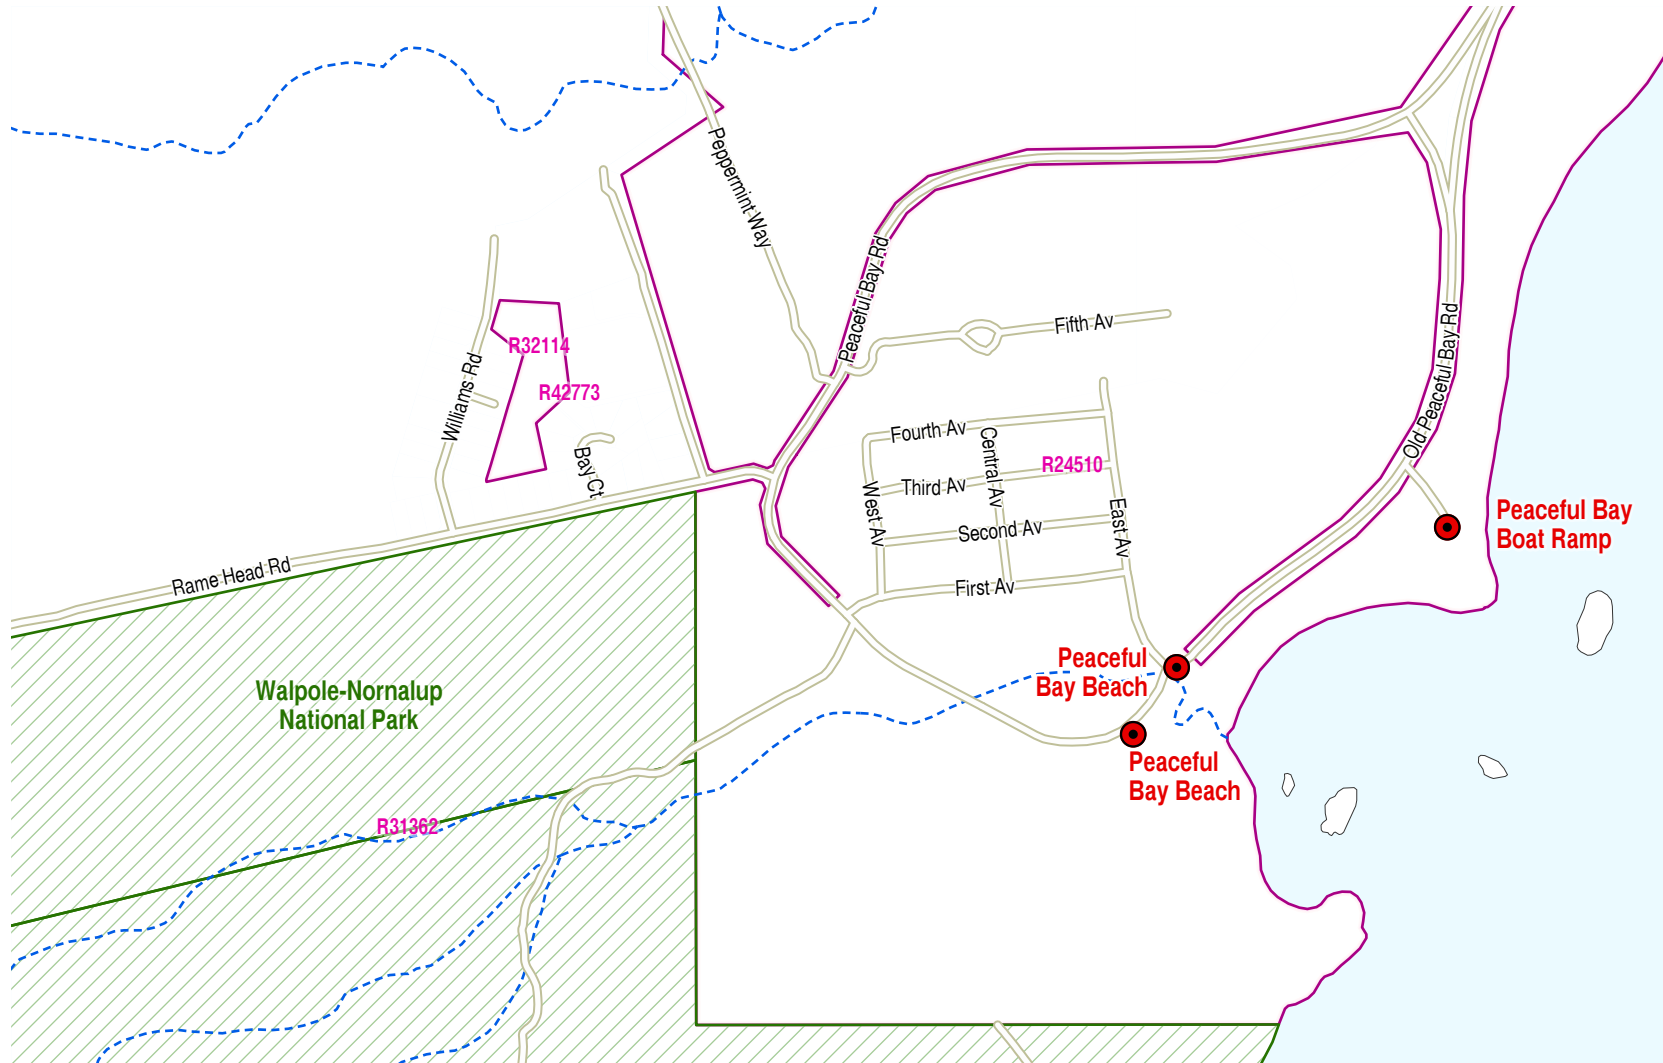 Peppermint Way
Peaceful Bay Rd
Fifth Av
R32114
R42773
Williams Rd
Bay Ct
Fourth Av
Central Av
R24510
Third Av
West Av
Second Av
East Av
First Av
Old Peaceful Bay Rd
Peaceful Bay
Boat Ramp
Rame Head Rd
Peaceful
Bay Beach
Walpole-Nornalup
National Park
Peaceful
Bay Beach
R31362